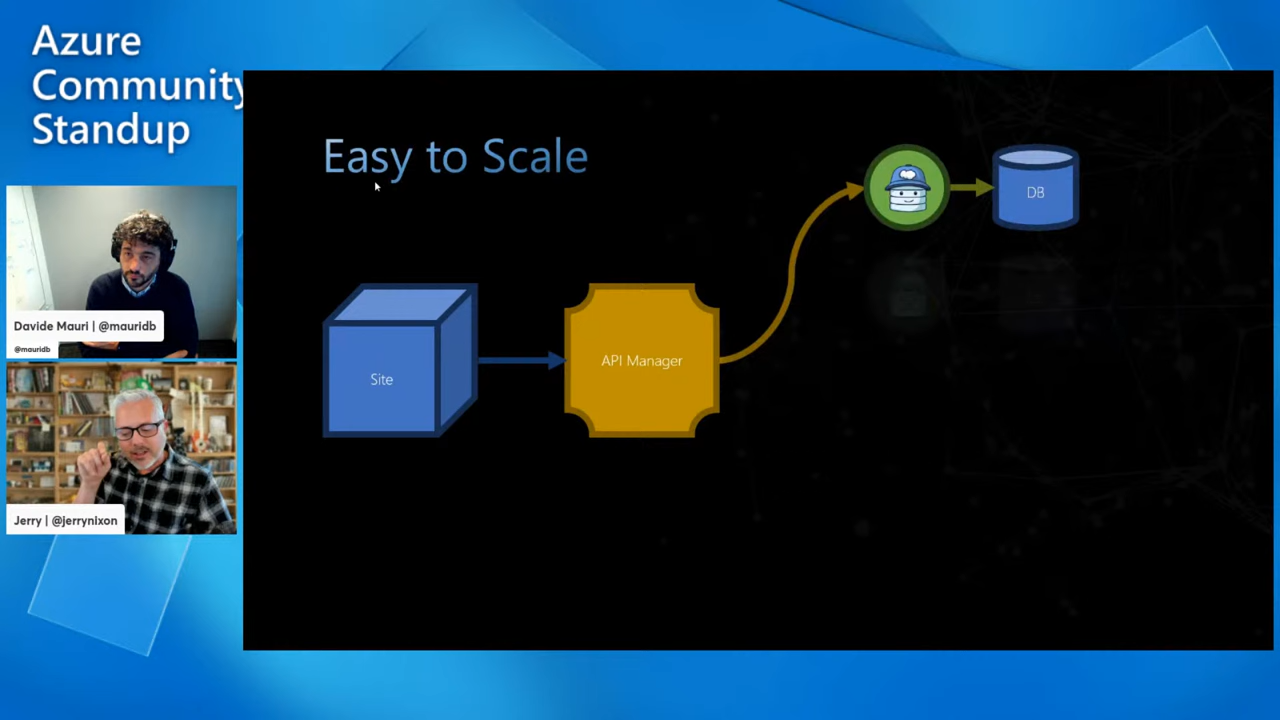 Azure
Community
Standup
Easy to Scale
DB
Site
API Manager
Davide Mauri | @mauridb
@mauridb
Jerry | @jerrynixon